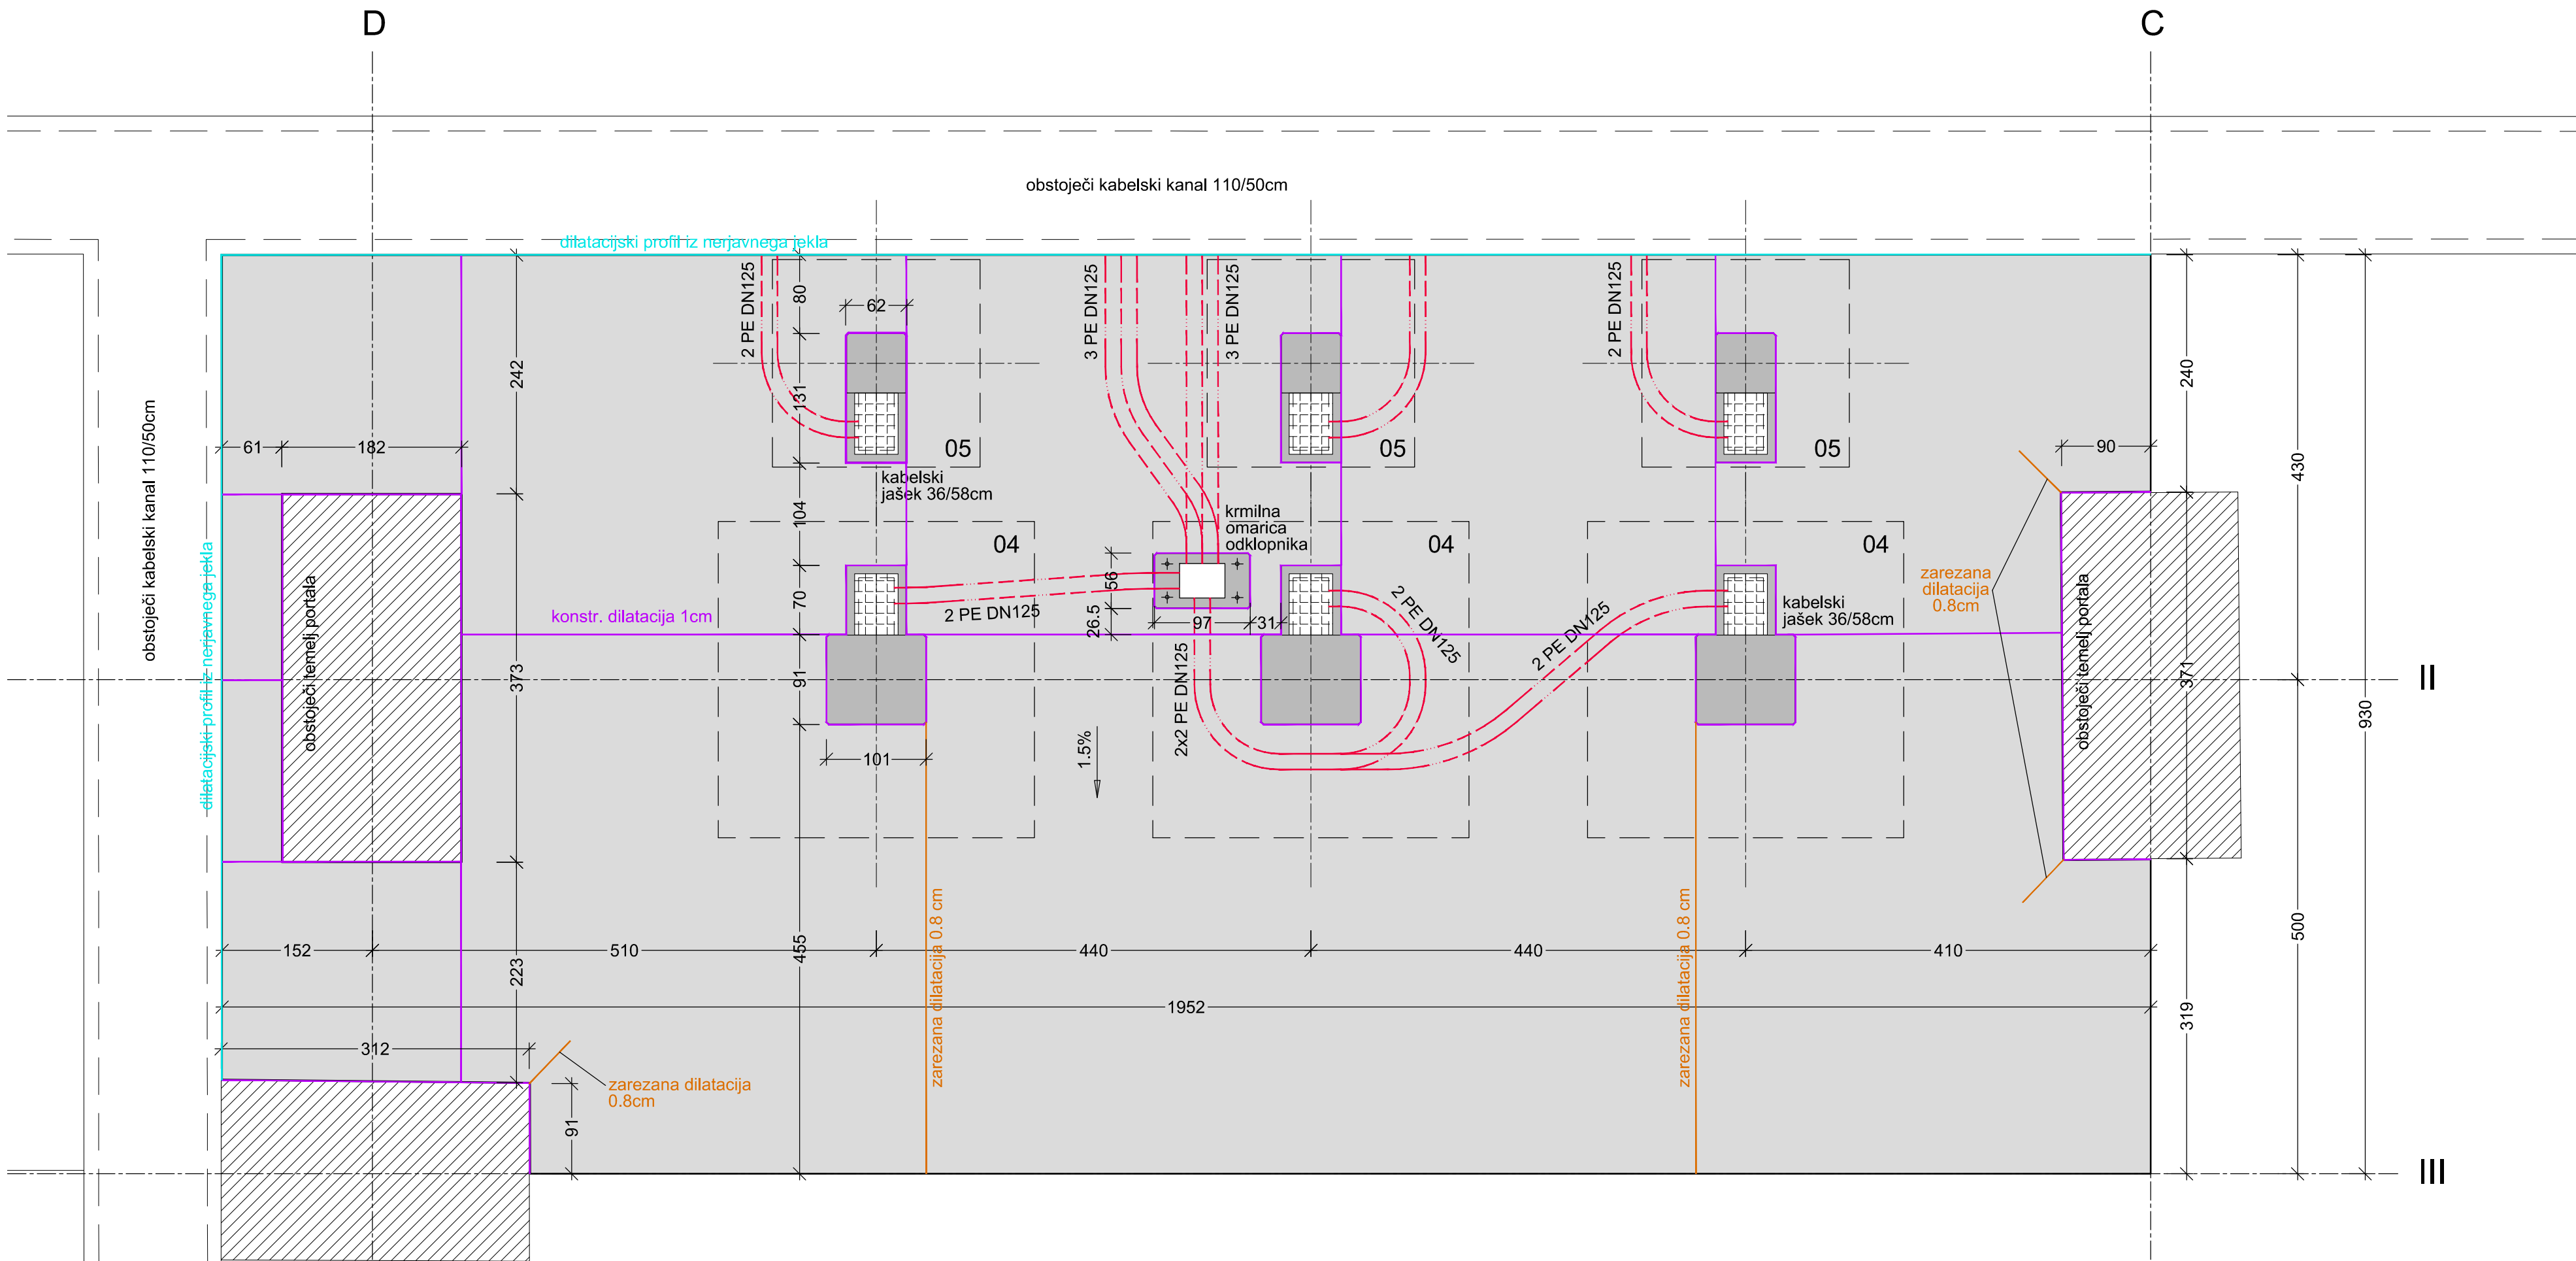 D
C
obstoječi kabelski kanal 110/50cm
dilatacijski profil iz nerjavnega jekla
2 PE DN125
80
62
3 PE DN125
3 PE DN125
2 PE DN125
242
131
240
430
61
182
90
05
05
05
kabelski
jašek 36/58cm
obstoječi kabelski kanal 110/50cm
104
krmilna
omarica
odklopnika
04
04
04
dilatacijski profil iz nerjavnega jekla
obstoječi temelj portala
konstr. dilatacija 1cm
70
2 PE DN125
56
26.5
97
31
2 PE DN125
2 PE DN125
kabelski
jašek 36/58cm
zarezana
dilatacija
0.8cm
obstoječi temelj portala
373
91
2x2 PE DN125
371
II
930
101
1.5%
152
510
455
440
440
410
500
223
zarezana dilatacija 0.8 cm
zarezana dilatacija 0.8 cm
1952
319
312
zarezana dilatacija
0.8cm
91
III